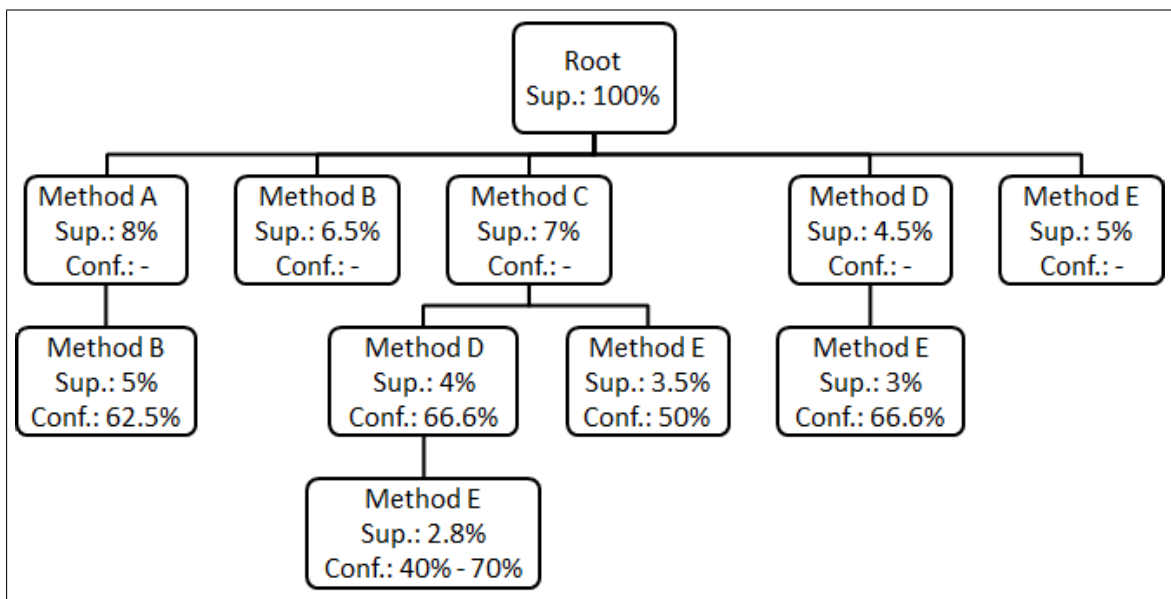 Root
Sup.: 100%
Method A
Sup.: 8%
Conf.: -
Method B
Sup.: 6.5%
Conf.: -
Method C
Sup.: 7%
Conf.: -
Method D
Sup.: 4.5%
Conf.: -
Method E
Sup.: 5%
Conf.: -
Method B
Sup.: 5%
Conf.: 62.5%
Method D
Sup.: 4%
Conf.: 66.6%
Method E
Sup.: 3.5%
Conf.: 50%
Method E
Sup.: 3%
Conf.: 66.6%
Method E
Sup.: 2.8%
Conf.: 40% - 70%